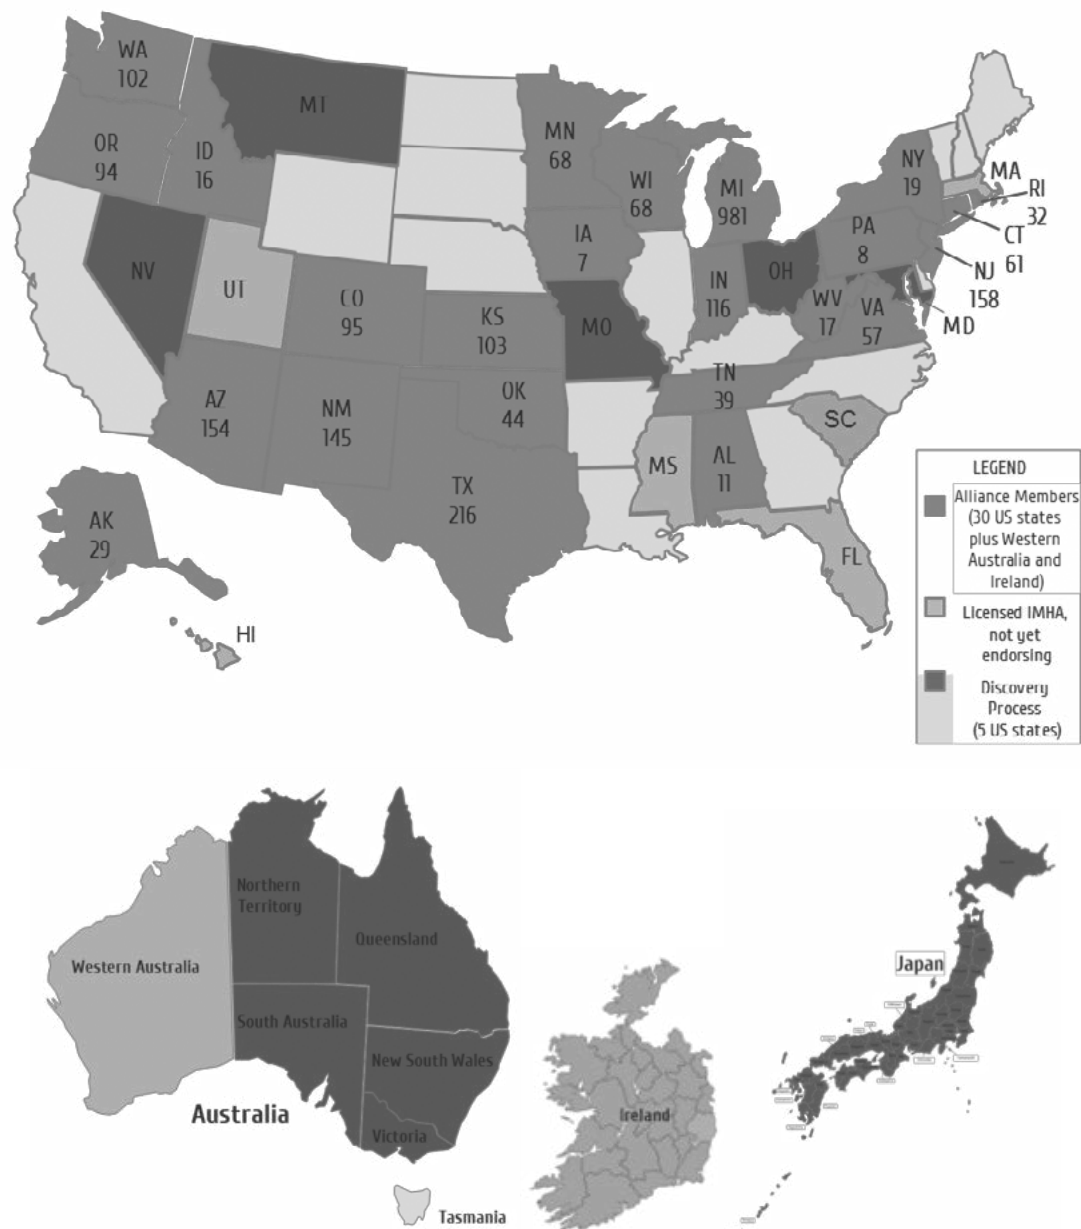 WA
102
MT
OR
94
ID
16
MN
68
WI
68
MI
981
NY
19
MA
RI
32
CT
61
NJ
158
MD
PA
8
IA
7
NV
UT
CO
95
KS
103
MO
IN
116
OH
WV
17
VA
57
AZ
154
NM
145
OK
44
TN
39
SC
TX
216
MS
AL
11
FL
AK
29
HI
LEGEND
Alliance Members
(30 US states
plus Western
Australia and
Ireland)
Licensed IMHA,
not yet
endorsing
Discovery
Process
(5 US states)
Northern
Territory
Queensland
Western Australia
South Australia
New South Wales
Victoria
Australia
Tasmania
Ireland
Japan